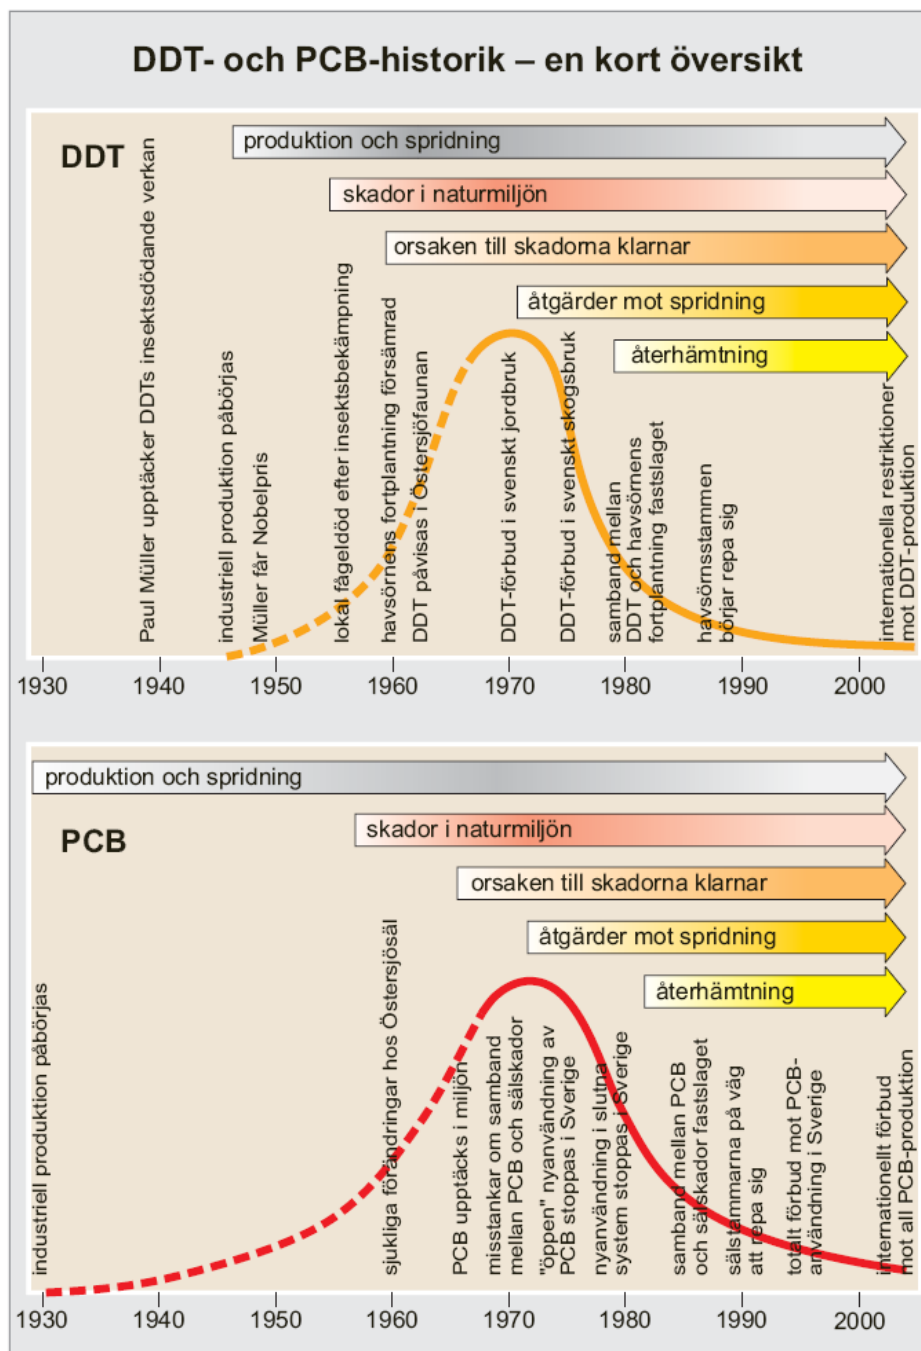 DDT- och PCB-historik – en kort översikt
DDT
produktion och spridning
skador i naturmiljön
orsaken till skadorna klarnar
åtgärder mot spridning
återhämtning
Paul Müller upptäcker DDTs insektsdödande verkan
industriell produktion påbörjas
Müller får Nobelpris
lokal fågeldöd efter insektsbekämpning
havsörnens fortplantning försämrad
DDT påvisas i Östersjöfaunan
DDT-förbud i svenskt jordbruk
DDT-förbud i svenskt skogsbruk
samband mellan
DDT och havsörnens
fortplantning fastslaget
havsörnsstammen
börjar repa sig
internationella restriktioner
mot DDT-produktion
1930 1940 1950 1960 1970 1980 1990 2000
produktion och spridning
PCB
skador i naturmiljön
orsaken till skadorna klarnar
åtgärder mot spridning
återhämtning
industriell produktion påbörjas
sjukliga förändringar hos Östersjösäl
PCB upptäcks i miljön
misstankar om samband
mellan PCB och sälskador
"öppen" nyanvändning av
PCB stoppas i Sverige
nyanvändning i slutna
system stoppas i Sverige
samband mellan PCB
och sälskador fastslaget
sälstammarna på väg
att repa sig
totalt förbud mot PCB-
användning i Sverige
internationellt förbud
mot all PCB-produktion
1930 1940 1950 1960 1970 1980 1990 2000